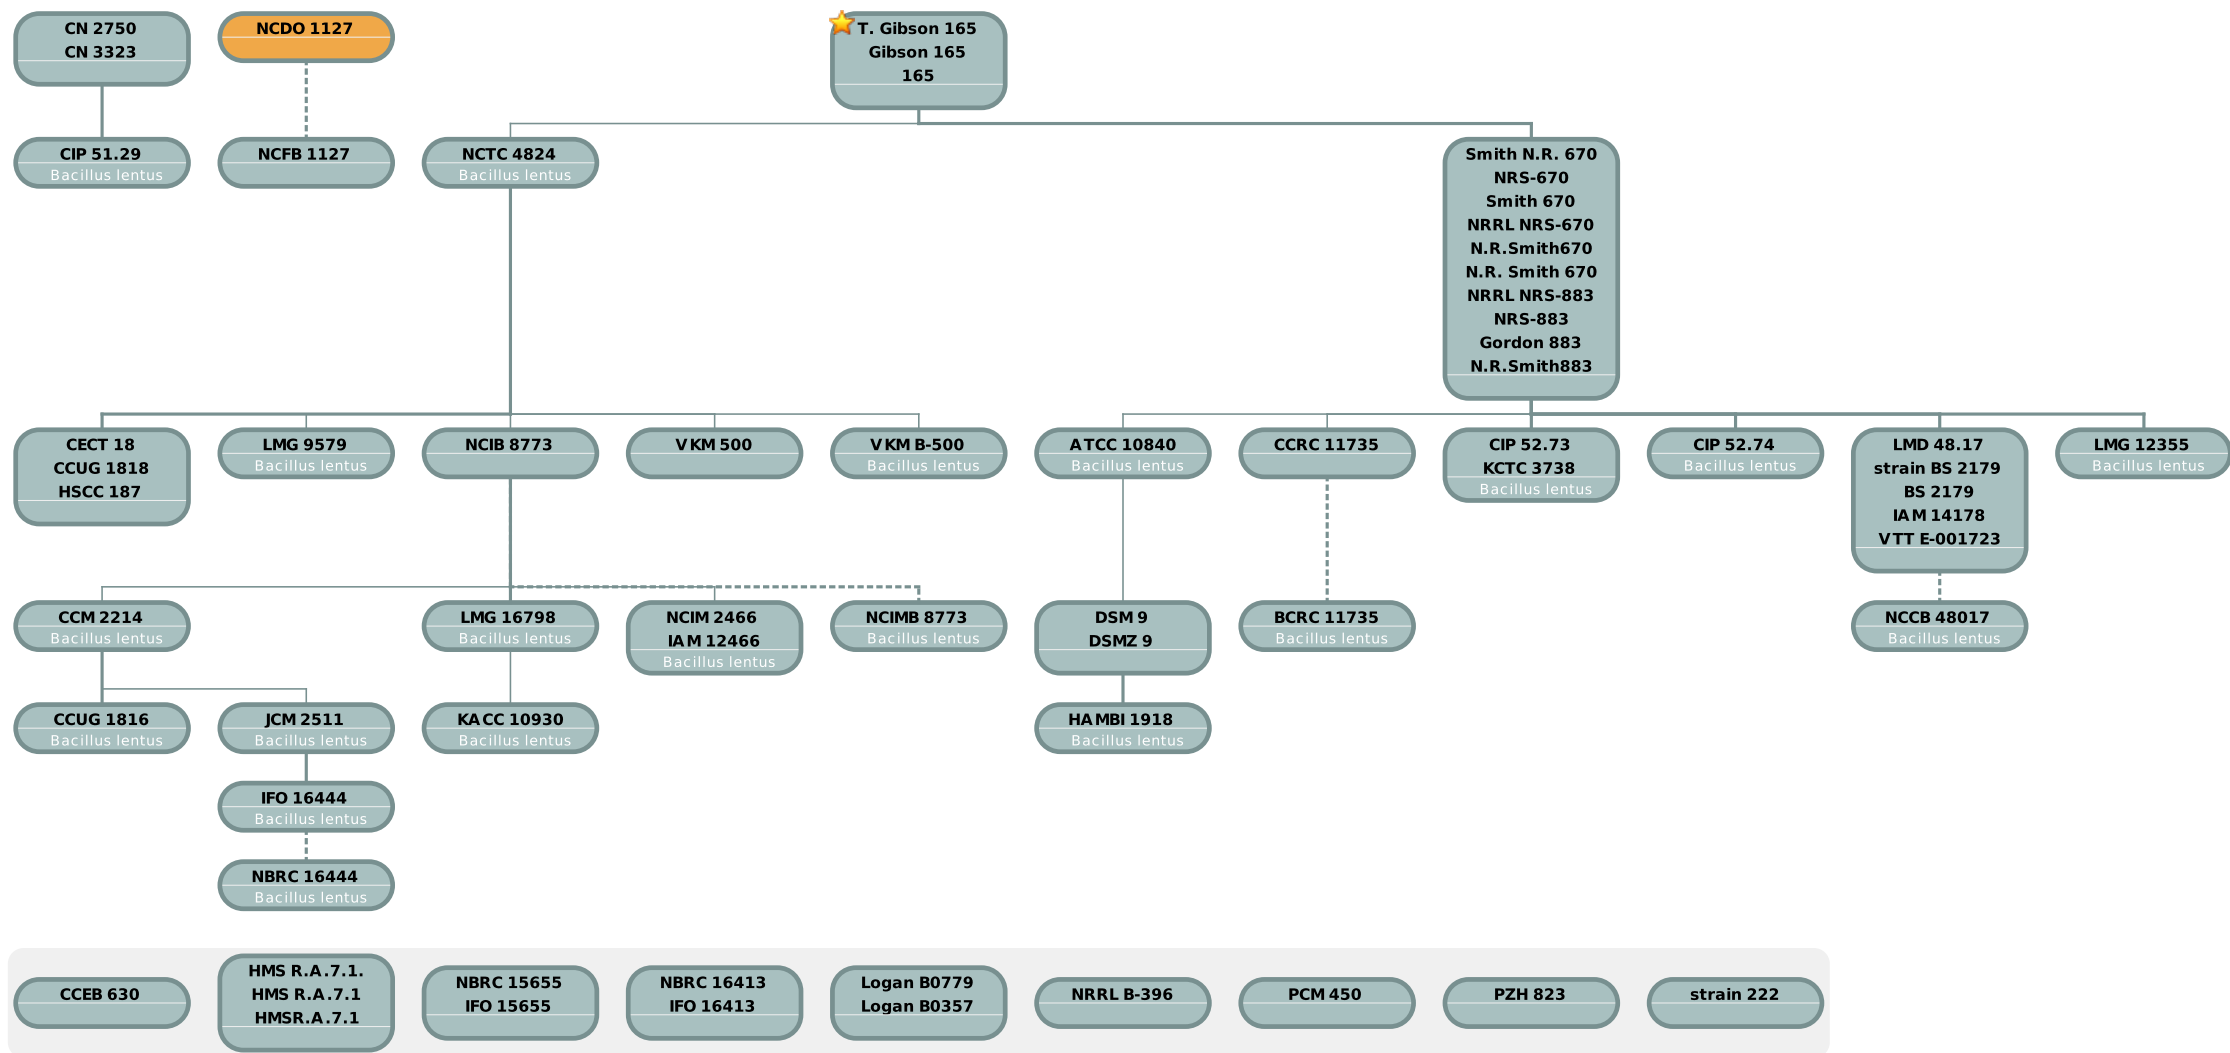 CN 2750
CN 3323
NCDO 1127
T. Gibson 165
Gibson 165
165
CIP 51.29
Bacillus lentus
NCFB 1127
NCTC 4824
Bacillus lentus
Smith N.R. 670
NRS-670
Smith 670
NRRL NRS-670
N.R.Smith670
N.R. Smith 670
NRRL NRS-883
NRS-883
Gordon 883
N.R.Smith883
CECT 18
CCUG 1818
HSCC 187
LMG 9579
Bacillus lentus
NCIB 8773
VKM 500
VKM B-500
Bacillus lentus
ATCC 10840
Bacillus lentus
CCRC 11735
CIP 52.73
KCTC 3738
Bacillus lentus
CIP 52.74
Bacillus lentus
LMD 48.17
strain BS 2179
BS 2179
IAM 14178
VTT E-001723
LMG 12355
Bacillus lentus
CCM 2214
Bacillus lentus
LMG 16798
Bacillus lentus
NCIM 2466
IAM 12466
Bacillus lentus
NCIMB 8773
Bacillus lentus
DSM 9
DSMZ 9
BCRC 11735
Bacillus lentus
NCCB 48017
Bacillus lentus
CCUG 1816
Bacillus lentus
JCM 2511
Bacillus lentus
KACC 10930
Bacillus lentus
HAMBI 1918
Bacillus lentus
IFO 16444
Bacillus lentus
NBRC 16444
Bacillus lentus
CCEB 630
HMS R.A.7.1.
HMS R.A.7.1
HMSR.A.7.1
NBRC 15655
IFO 15655
NBRC 16413
IFO 16413
Logan B0779
Logan B0357
NRRL B-396
PCM 450
PZH 823
strain 222